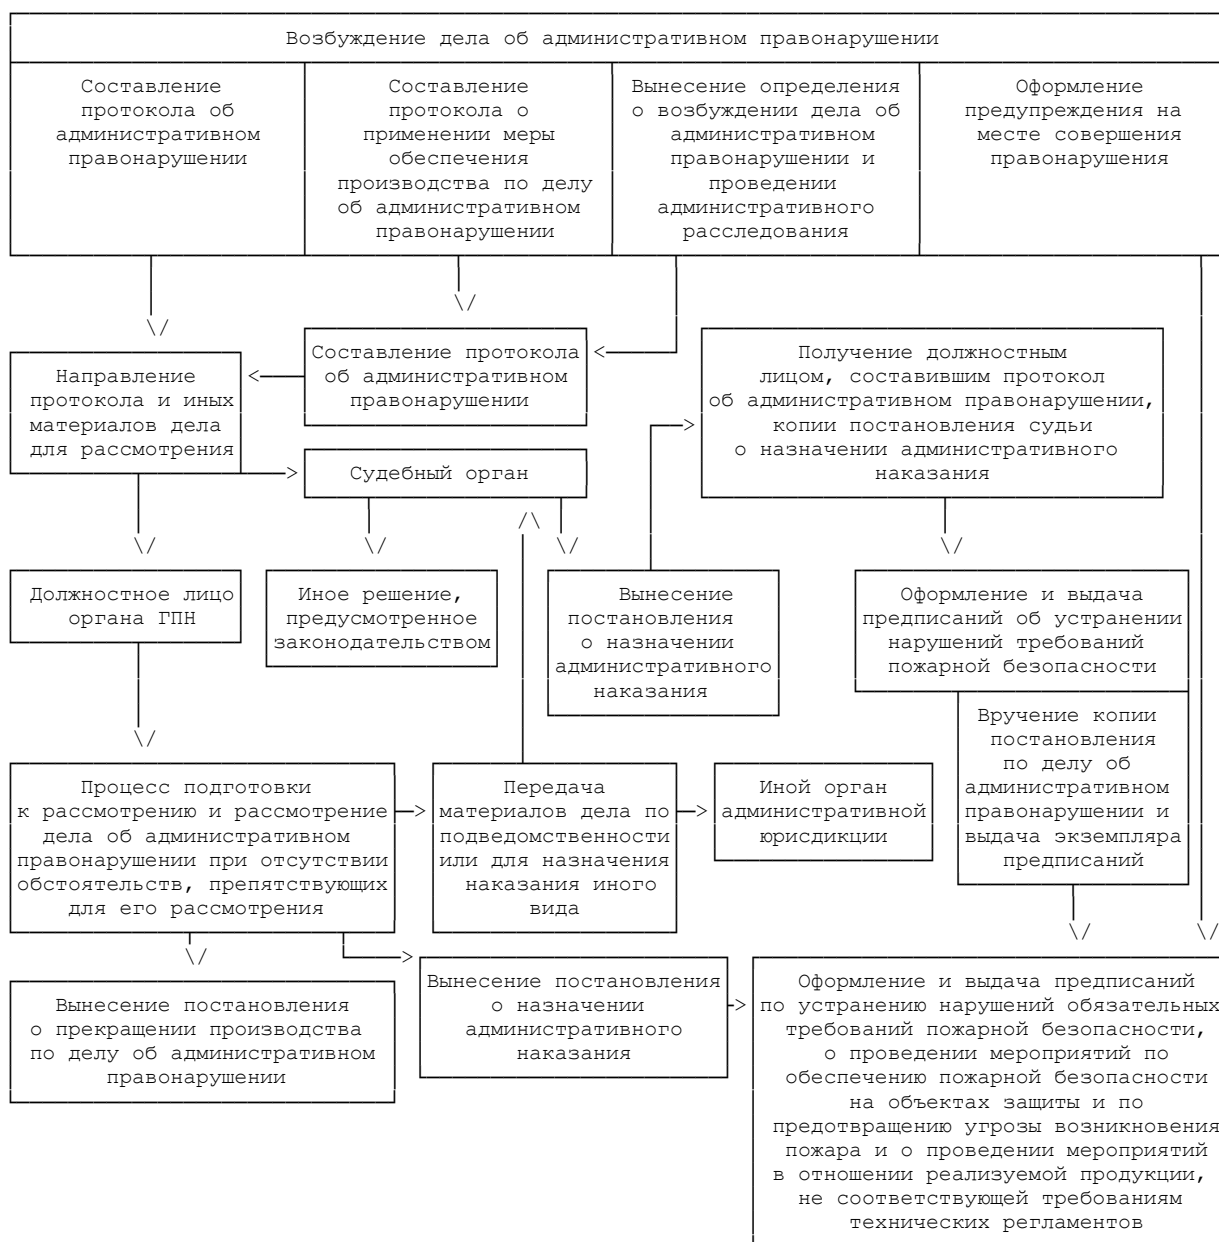 Возбуждение дела об административном правонарушении
Составление
протокола об
административном
правонарушении
Составление
протокола о
применении меры
обеспечения
производства по делу
об административном
правонарушении
Вынесение определения
о возбуждении дела об
административном
правонарушении и
проведении
административного
расследования
Оформление
предупреждения на
месте совершения
правонарушения
Направление
протокола и иных
материалов дела
для рассмотрения
Составление протокола
об административном
правонарушении
Получение должностным
лицом, составившим протокол
об административном правонарушении,
копии постановления судьи
о назначении административного
наказания
Судебный орган
Должностное лицо
органа ГПН
Иное решение,
предусмотренное
законодательством
Вынесение
постановления
о назначении
административного
наказания
Оформление и выдача
предписаний об устранении
нарушений требований
пожарной безопасности
Вручение копии
постановления
по делу об
административном
правонарушении и
выдача экземпляра
предписаний
Процесс подготовки
к рассмотрению и рассмотрение
дела об административном
правонарушении при отсутствии
обстоятельств, препятствующих
для его рассмотрения
Передача
материалов дела по
подведомственности
или для назначения
наказания иного
вида
Иной орган
административной
юрисдикции
Вынесение постановления
о прекращении производства
по делу об административном
правонарушении
Вынесение постановления
о назначении
административного
наказания
Оформление и выдача предписаний
по устранению нарушений обязательных
требований пожарной безопасности,
о проведении мероприятий по
обеспечению пожарной безопасности
на объектах защиты и по
предотвращению угрозы возникновения
пожара и о проведении мероприятий
в отношении реализуемой продукции,
не соответствующей требованиям
технических регламентов